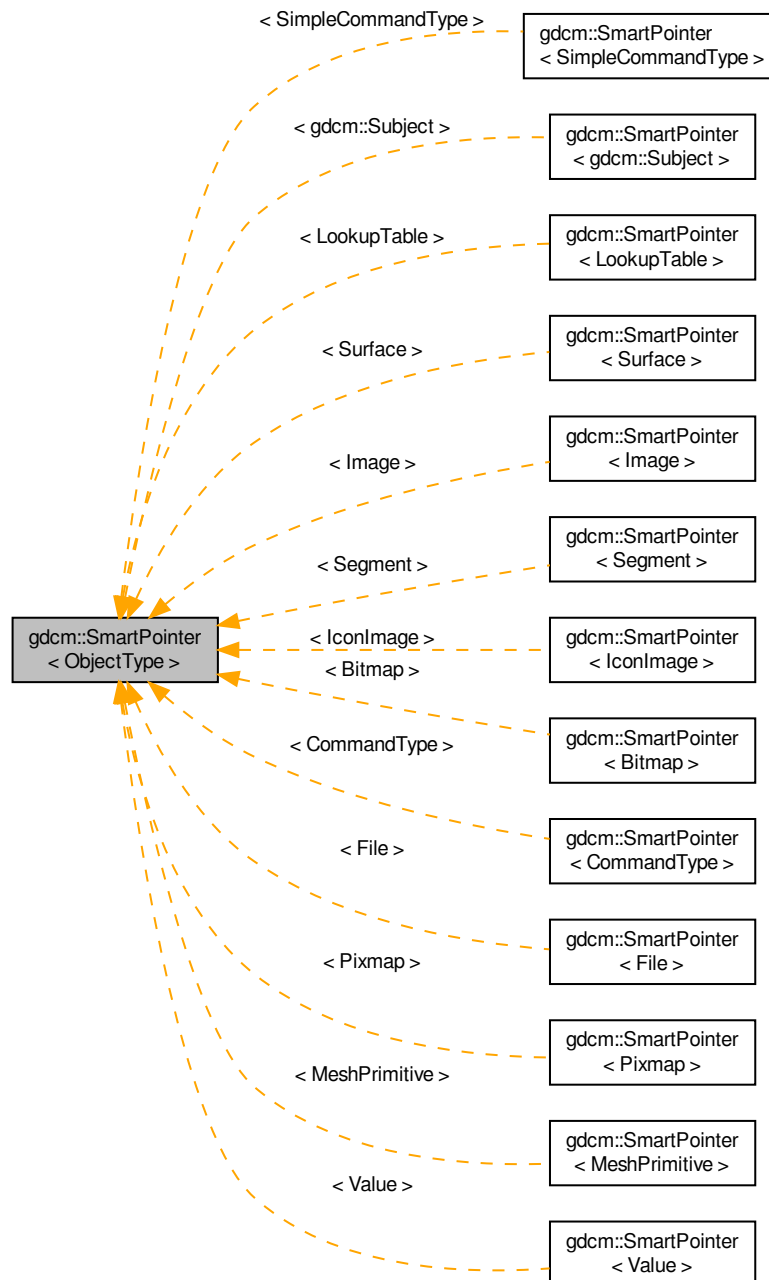 < SimpleCommandType >
gdcm::SmartPointer
< SimpleCommandType >
< gdcm::Subject >
gdcm::SmartPointer
< gdcm::Subject >
< LookupTable >
gdcm::SmartPointer
< LookupTable >
< Surface >
gdcm::SmartPointer
< Surface >
< Image >
gdcm::SmartPointer
< Image >
< Segment >
gdcm::SmartPointer
< Segment >
gdcm::SmartPointer
< ObjectType >
< IconImage >
gdcm::SmartPointer
< IconImage >
< Bitmap >
gdcm::SmartPointer
< Bitmap >
< CommandType >
gdcm::SmartPointer
< CommandType >
< File >
gdcm::SmartPointer
< File >
< Pixmap >
gdcm::SmartPointer
< Pixmap >
< MeshPrimitive >
gdcm::SmartPointer
< MeshPrimitive >
< Value >
gdcm::SmartPointer
< Value >